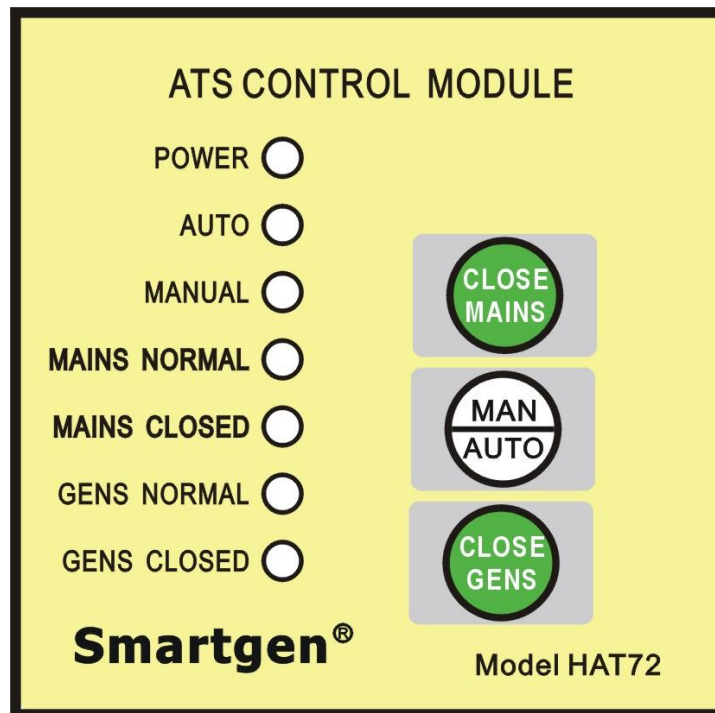 ATS CONTROL MODULE
POWER
AUTO
MANUAL
MAINS NORMAL
MAINS CLOSED
GENS NORMAL
GENS CLOSED
CLOSE
MAINS
MAN
AUTO
CLOSE
GENS
Smartgen®
Model HAT72